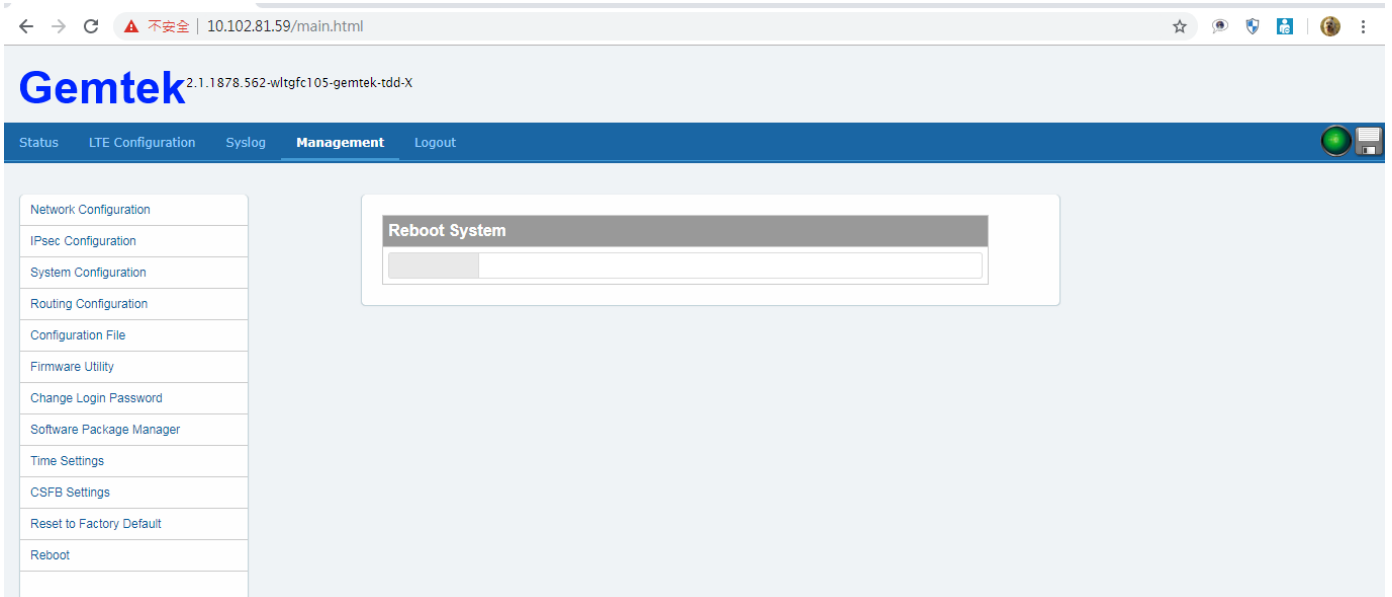 不安全 | 10.102.81.59/main.html
Gemtek 2.1.1878.562-wltgfc105-gemtek-tdd-X
Status LTE Configuration Syslog Management Logout
Network Configuration
Reboot System
IPsec Configuration
System Configuration
Routing Configuration
Configuration File
Firmware Utility
Change Login Password
Software Package Manager
Time Settings
CSFB Settings
Reset to Factory Default
Reboot